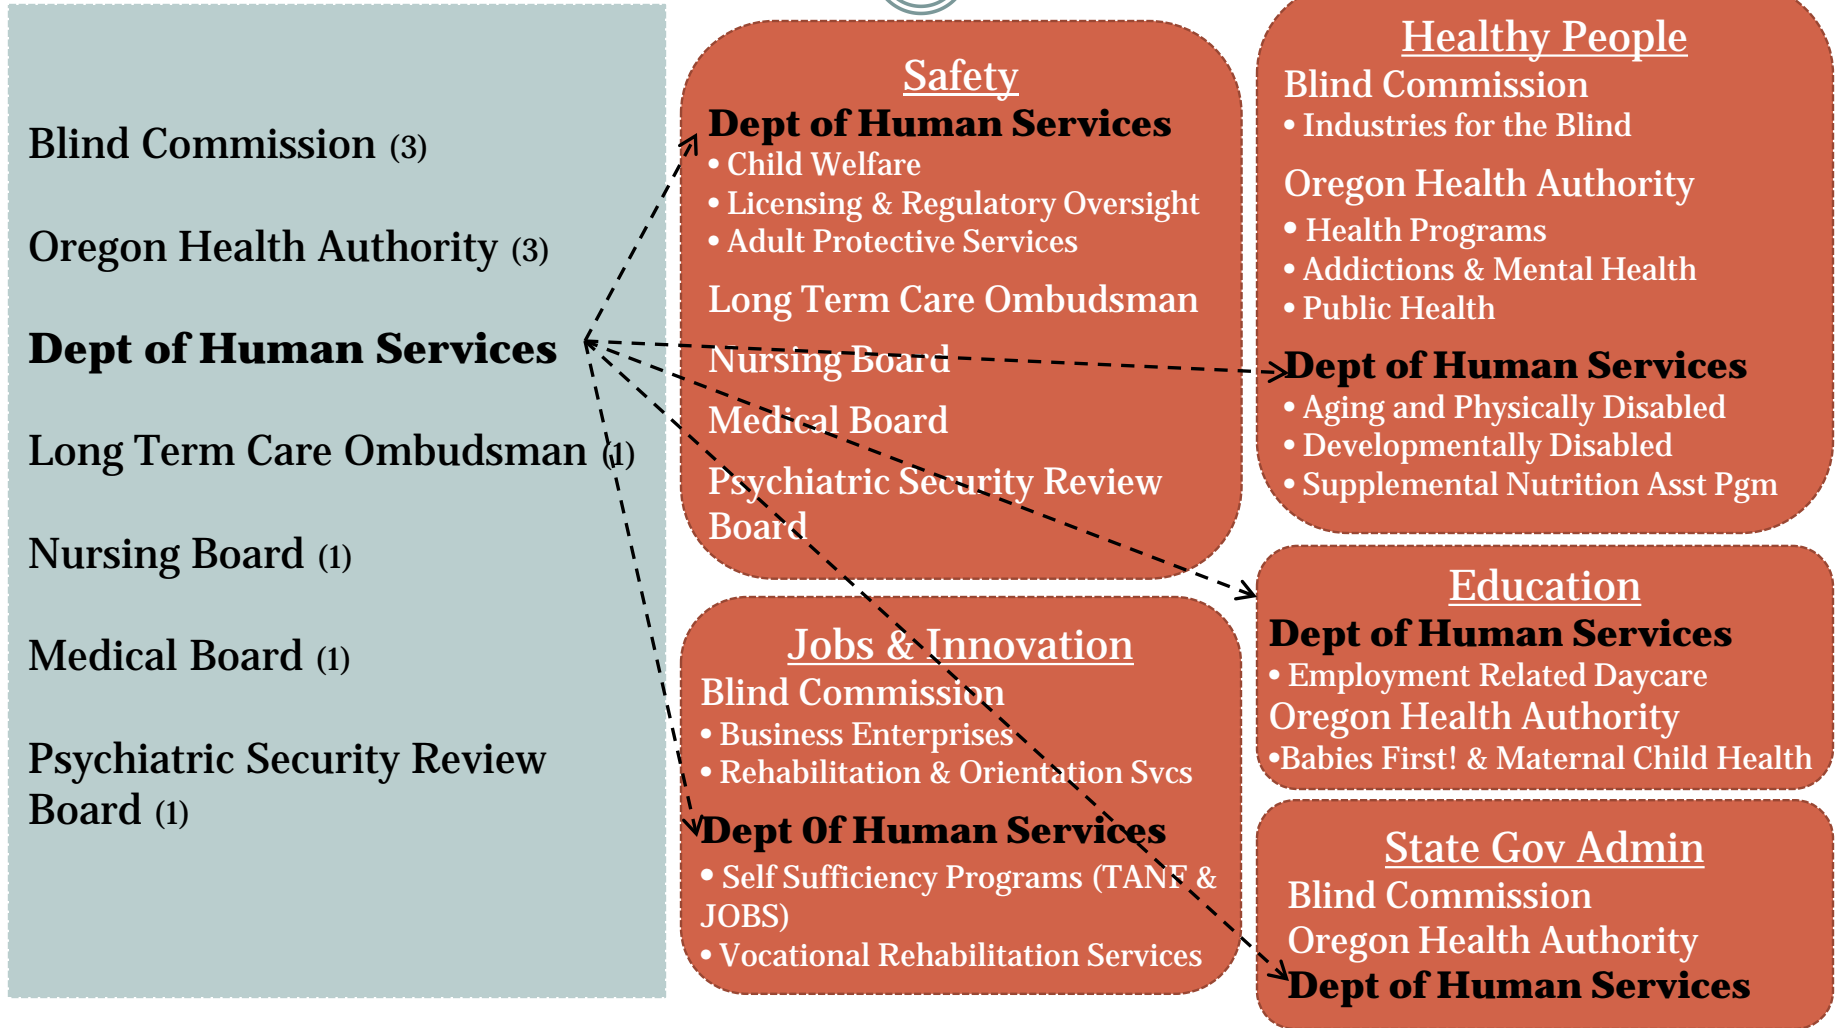 Blind Commission (3)
Oregon Health Authority (3)
Dept of Human Services
Long Term Care Ombudsman (1)
Nursing Board (1)
Medical Board (1)
Psychiatric Security Review
Board (1)
Safety
Dept of Human Services
• Child Welfare
• Licensing & Regulatory Oversight
• Adult Protective Services
Long Term Care Ombudsman
Nursing Board
Medical Board
Psychiatric Security Review
Board
Jobs & Innovation
Blind Commission
• Business Enterprises
• Rehabilitation & Orientation Svcs
Dept 0f Human Services
• Self Sufficiency Programs (TANF &
JOBS)
• Vocational Rehabilitation Services
Healthy People
Blind Commission
• Industries for the Blind
Oregon Health Authority
• Health Programs
• Addictions & Mental Health
• Public Health
Dept of Human Services
• Aging and Physically Disabled
• Developmentally Disabled
• Supplemental Nutrition Asst Pgm
Education
Dept of Human Services
• Employment Related Daycare
Oregon Health Authority
•Babies First! & Maternal Child Health
State Gov Admin
Blind Commission
Oregon Health Authority
Dept of Human Services